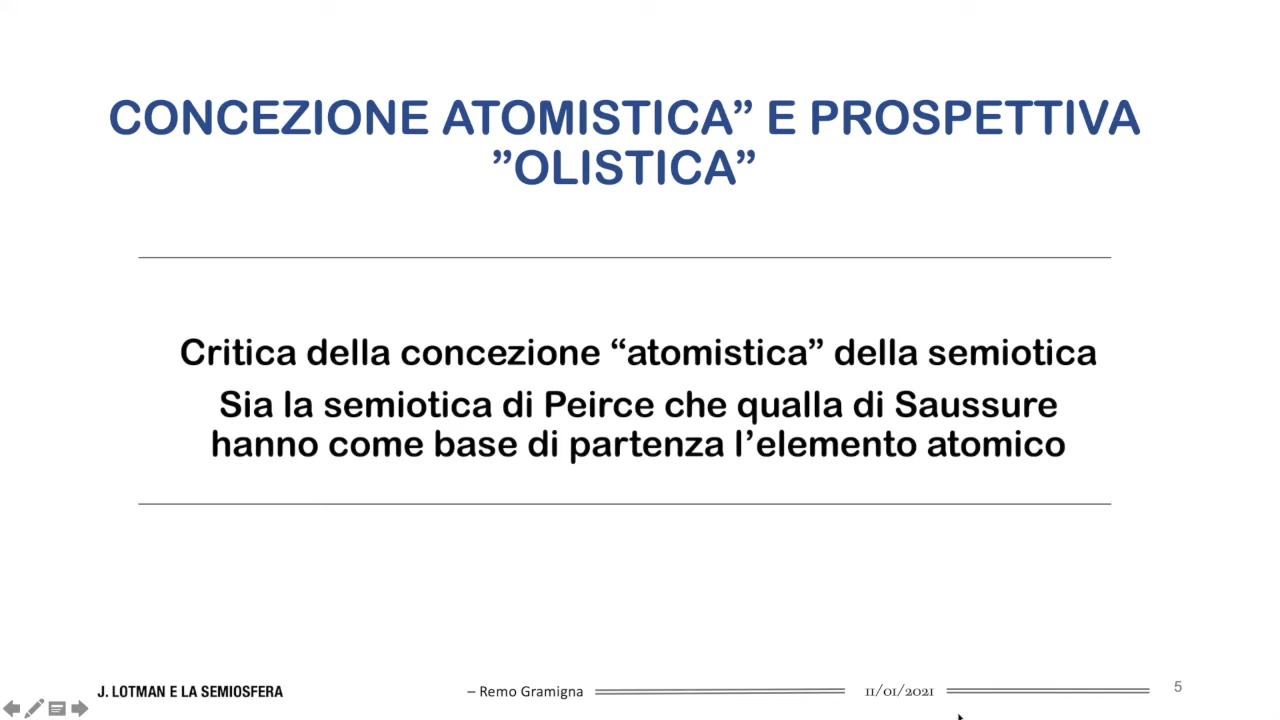 CONCEZIONE ATOMISTICA” E PROSPETTIVA
”OLISTICA”
Critica della concezione “atomistica” della semiotica
Sia la semiotica di Peirce che qualla di Saussure
hanno come base di partenza l’elemento atomico
J. LOTMAN E LA SEMIOSFERA
– Remo Gramigna
11/01/2021
5